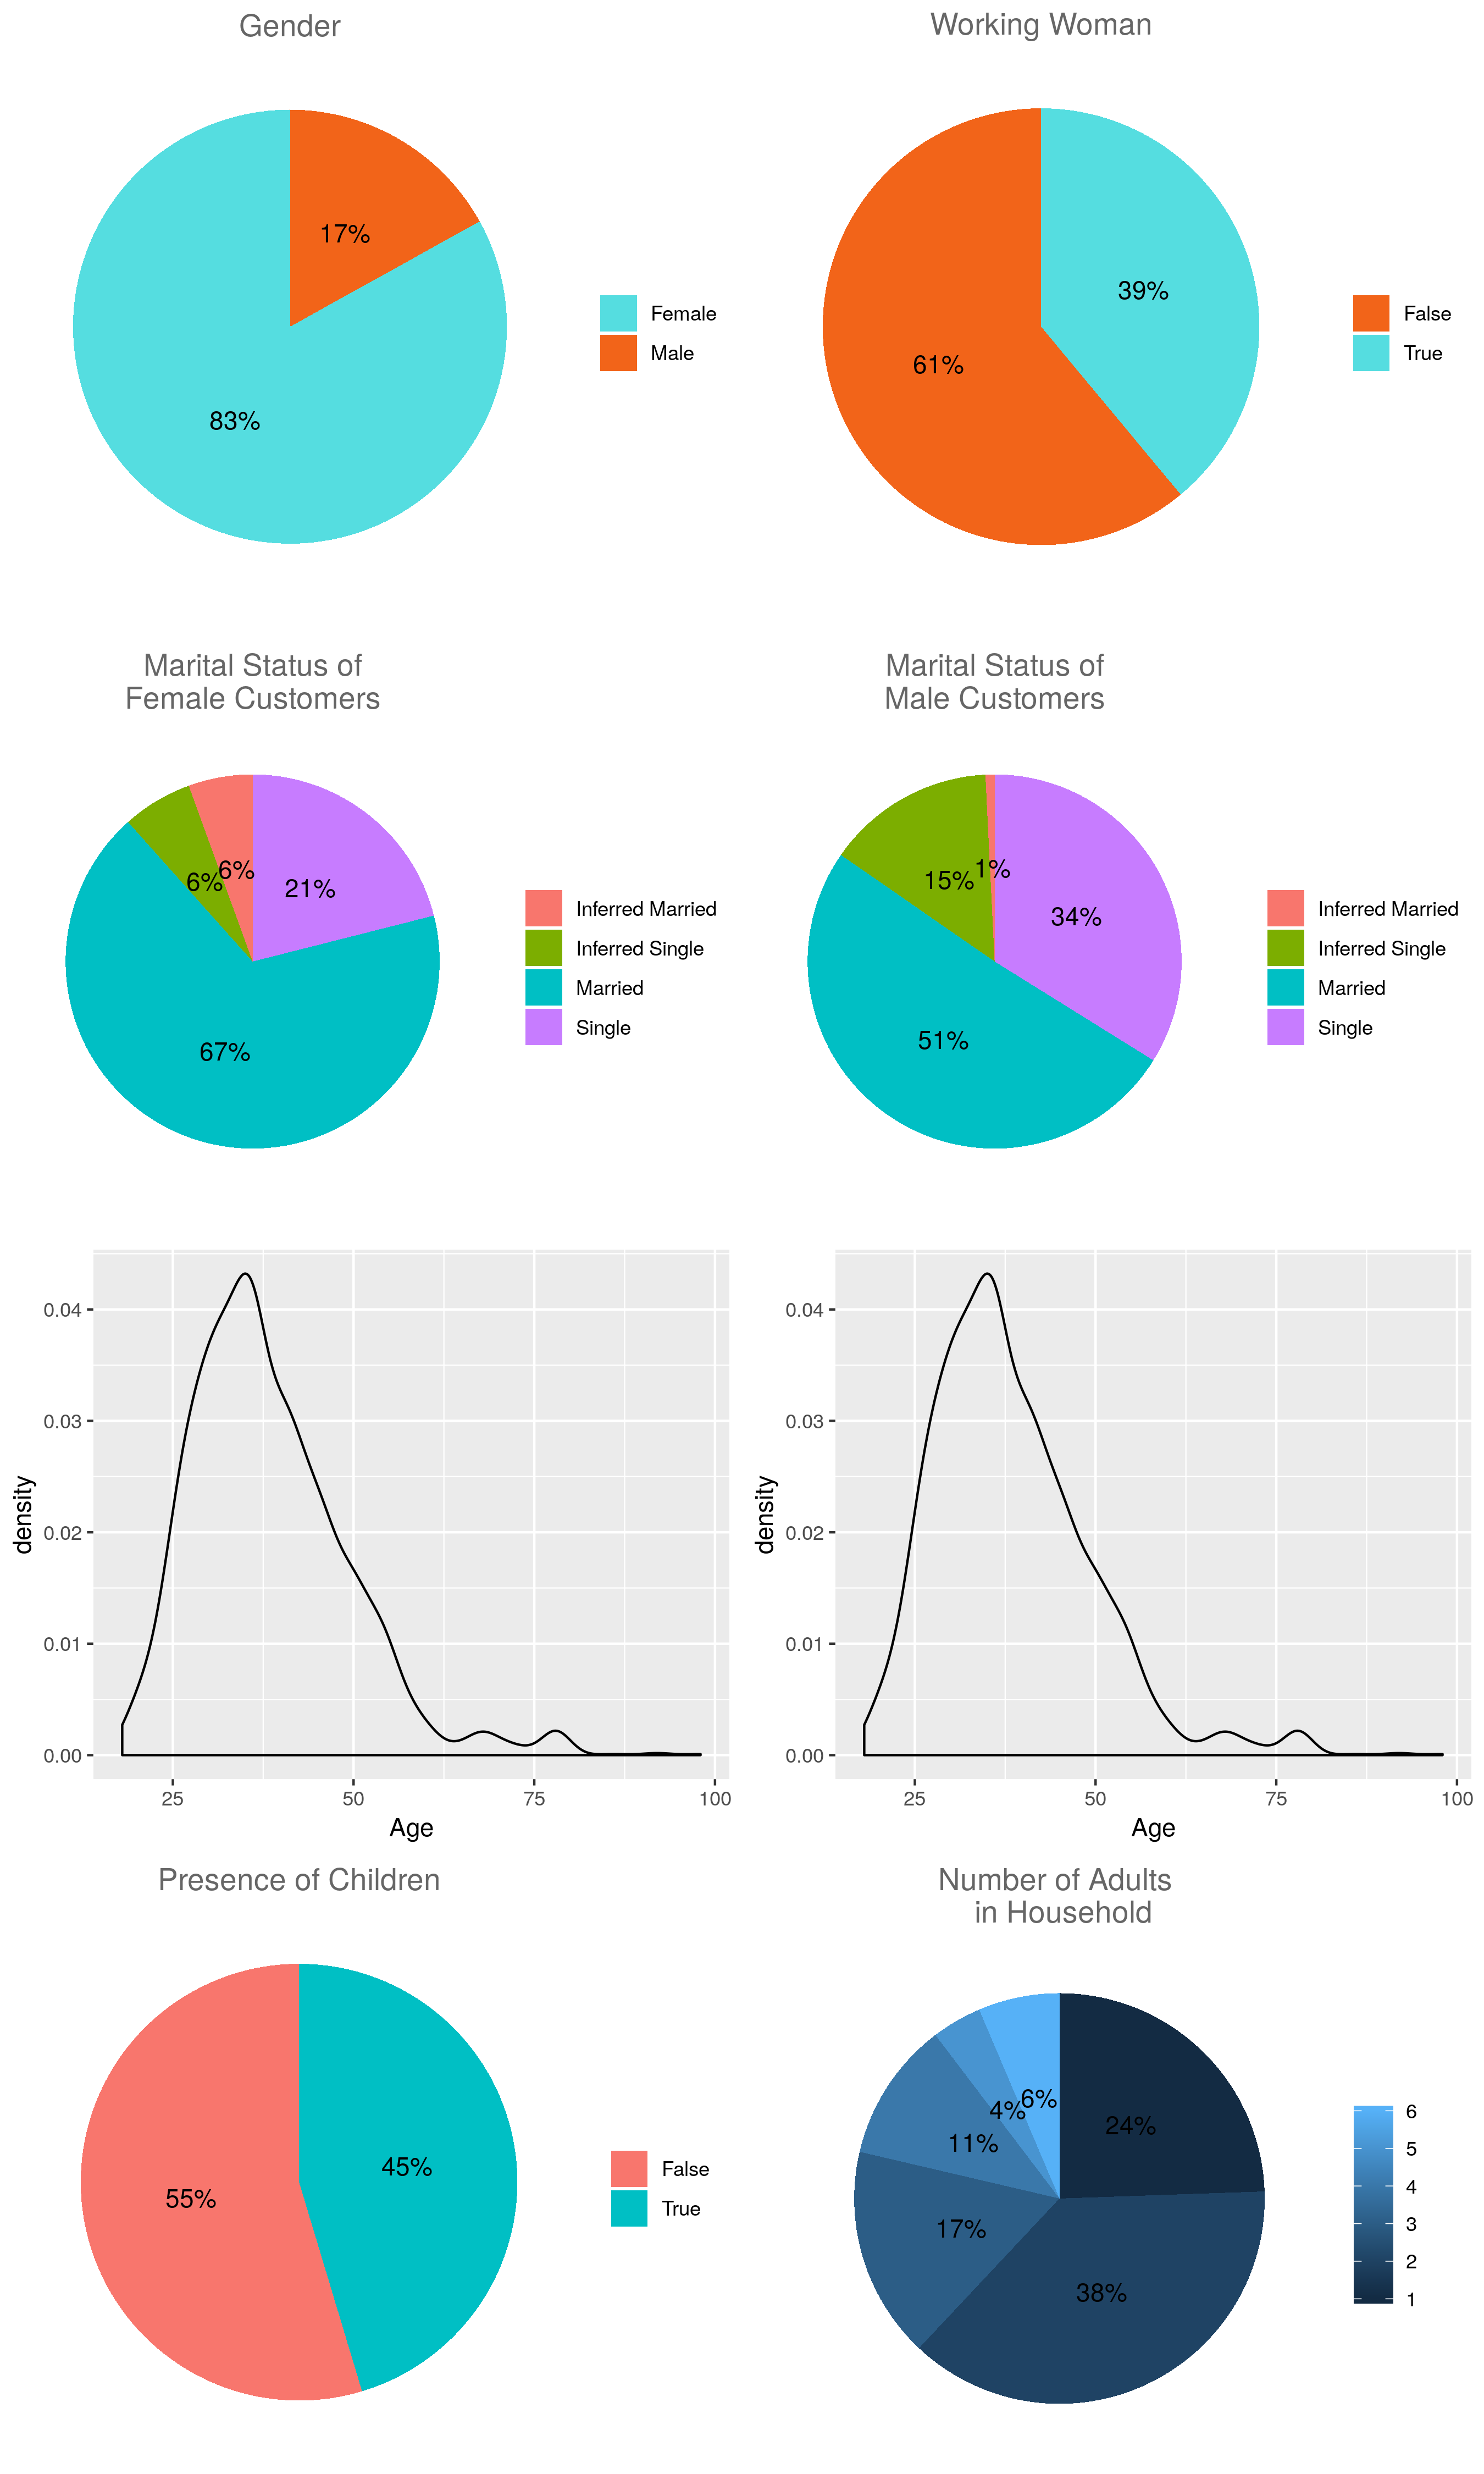 Gender
17%
83%
Female
Male
Working Woman
39%
61%
False
True
Marital Status of
Female Customers
6%
6%
21%
67%
Inferred Married
Inferred Single
Married
Single
Marital Status of
Male Customers
1%
15%
34%
51%
Inferred Married
Inferred Single
Married
Single
0.04
0.03
0.02
0.01
0.00
density
25 50 75 100
Age
0.04
0.03
0.02
0.01
0.00
density
25 50 75 100
Age
Presence of Children
45%
55%
False
True
Number of Adults
in Household
6%
4%
24%
11%
17%
38%
6
5
4
3
2
1